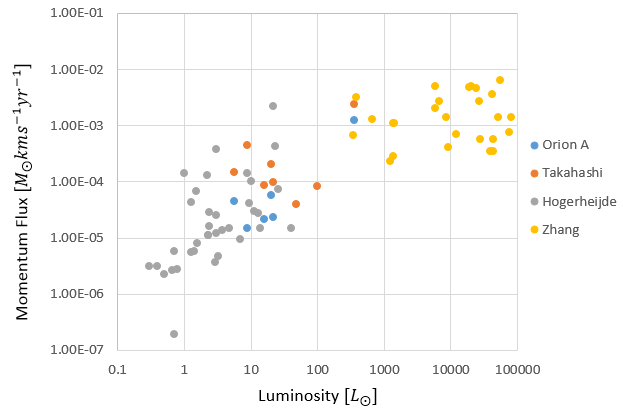 1.00E-01
1.00E-02
1.00E-03
1.00E-04
1.00E-05
1.00E-06
1.00E-07
Momentum Flux [M⊙kms⁻¹yr⁻¹]
0.1 1 10 100 1000 10000 100000
Luminosity [L⊙]
Orion A
Takahashi
Hogerheijde
Zhang